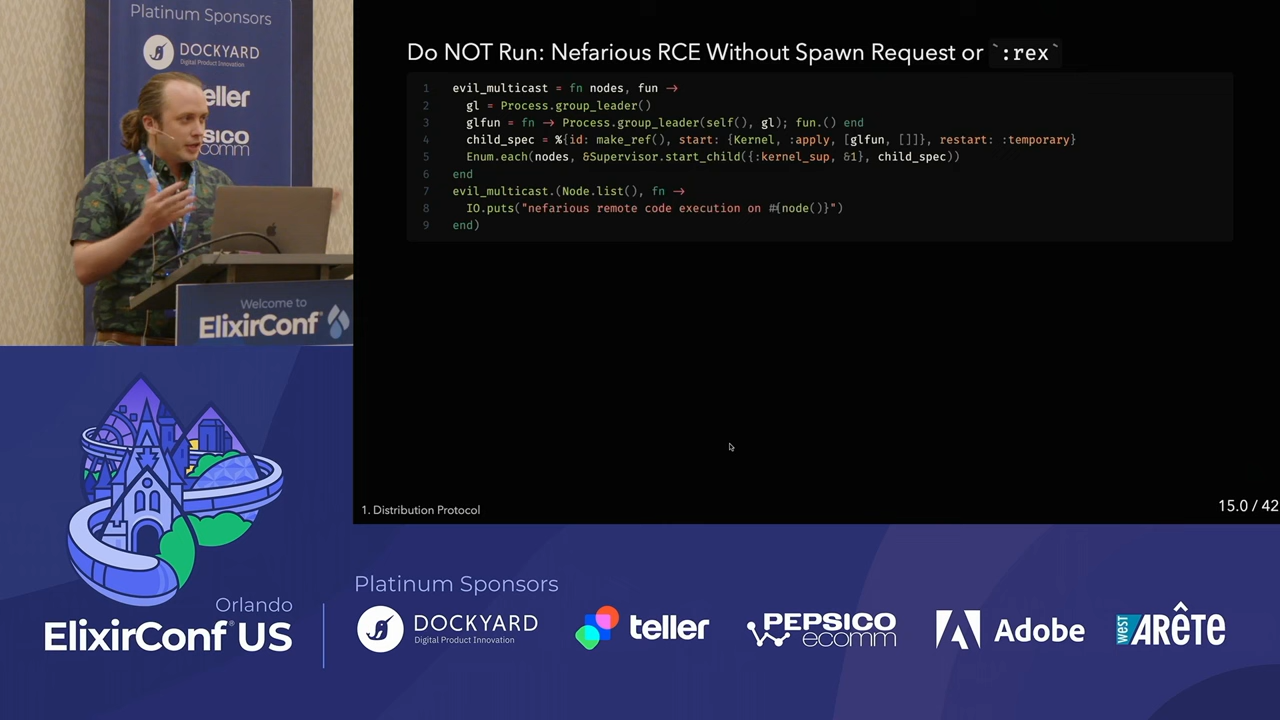 Platinum Sponsors
DOCKYARD
Digital Product Innovation
eller
SICO
comm
Welcome to
ElixirConf
Do NOT Run: Nefarious RCE Without Spawn Request or `:rex`
1 evil_multicast = fn nodes, fun →
2 gl = Process.group_leader()
3 glfun = fn → Process.group_leader(self(), gl); fun.() end
4 child_spec = %{id: make_ref(), start: {Kernel, :apply, [glfun, []]}, restart: :temporary}
5 Enum.each(nodes, &Supervisor.start_child({:kernel_sup, &1}, child_spec))
6 end
7 evil_multicast.(Node.list(), fn →
8 IO.puts("nefarious remote code execution on #{node()}")
9 end)
1. Distribution Protocol
15.0 / 42
Orlando
ElixirConf® US
Platinum Sponsors
DOCKYARD
Digital Product Innovation
teller
PEPSICO
ecomm
Adobe
west ARÊTE